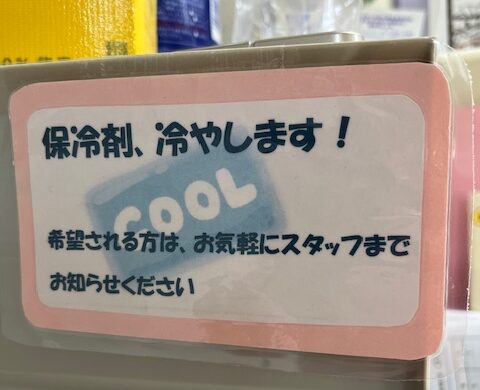 保冷剤、冷やします！
COOL
希望される方は、お気軽にスタッフまで
お知らせください